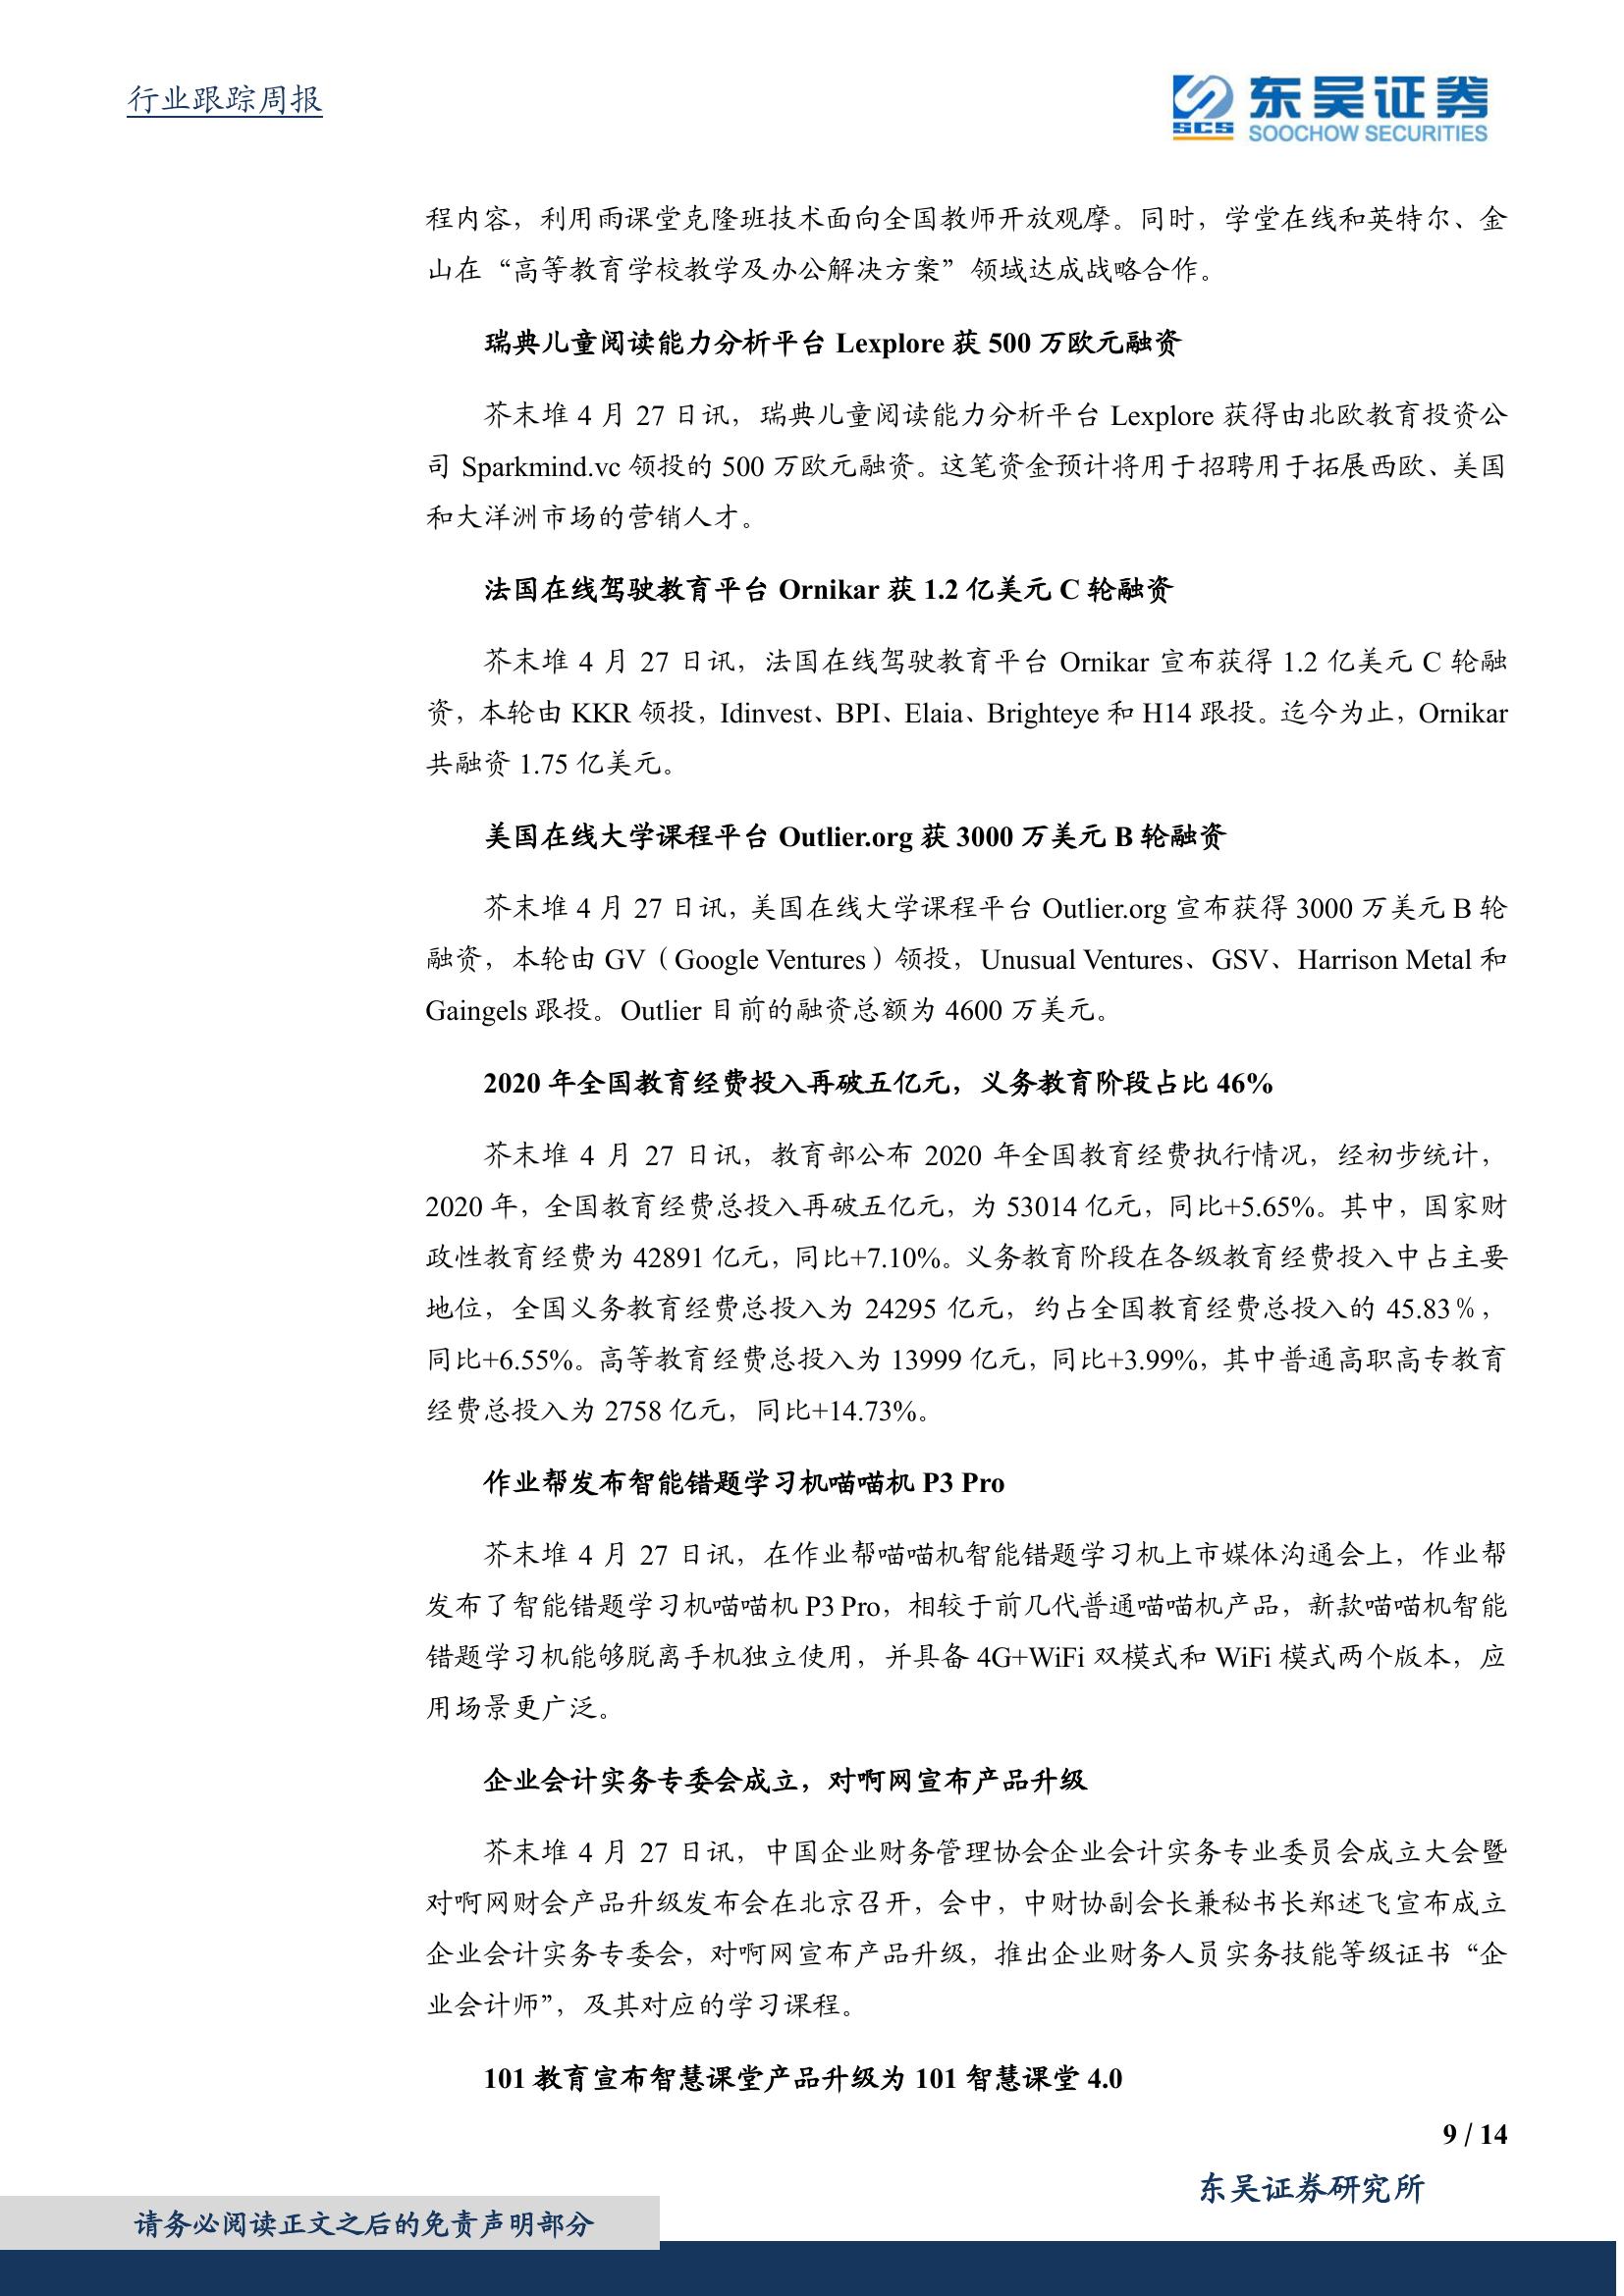 行业跟踪周报
SCS
东吴证券
SOOCHOW SECURITIES
程内容，利用雨课堂克隆班技术面向全国教师开放观摩。同时，学堂在线和英特尔、金
山在“高等教育学校教学及办公解决方案”领域达成战略合作。
瑞典儿童阅读能力分析平台 Lexplore 获 500 万欧元融资
芥末堆 4 月 27 日讯，瑞典儿童阅读能力分析平台 Lexplore 获得由北欧教育投资公
司 Sparkmind.vc 领投的 500 万欧元融资。这笔资金预计将用于招聘用于拓展西欧、美国
和大洋洲市场的营销人才。
法国在线驾驶教育平台 Ornikar 获 1.2 亿美元 C 轮融资
芥末堆 4 月 27 日讯，法国在线驾驶教育平台 Ornikar 宣布获得 1.2 亿美元 C 轮融
资，本轮由 KKR 领投，Idinvest、BPI、Elaia、Brighteye 和 H14 跟投。迄今为止，Ornikar
共融资 1.75 亿美元。
美国在线大学课程平台 Outlier.org 获 3000 万美元 B 轮融资
芥末堆 4 月 27 日讯，美国在线大学课程平台 Outlier.org 宣布获得 3000 万美元 B 轮
融资，本轮由 GV（Google Ventures）领投，Unusual Ventures、GSV、Harrison Metal 和
Gaingels 跟投。Outlier 目前的融资总额为 4600 万美元。
2020 年全国教育经费投入再破五亿元，义务教育阶段占比 46%
芥末堆 4 月 27 日讯，教育部公布 2020 年全国教育经费执行情况，经初步统计，
2020 年，全国教育经费总投入再破五亿元，为 53014 亿元，同比+5.65%。其中，国家财
政性教育经费为 42891 亿元，同比+7.10%。义务教育阶段在各级教育经费投入中占主要
地位，全国义务教育经费总投入为 24295 亿元，约占全国教育经费总投入的 45.83％，
同比+6.55%。高等教育经费总投入为 13999 亿元，同比+3.99%，其中普通高职高专教育
经费总投入为 2758 亿元，同比+14.73%。
作业帮发布智能错题学习机喵喵机 P3 Pro
芥末堆 4 月 27 日讯，在作业帮喵喵机智能错题学习机上市媒体沟通会上，作业帮
发布了智能错题学习机喵喵机 P3 Pro，相较于前几代普通喵喵机产品，新款喵喵机智能
错题学习机能够脱离手机独立使用，并具备 4G+WiFi 双模式和 WiFi 模式两个版本，应
用场景更广泛。
企业会计实务专委会成立，对啊网宣布产品升级
芥末堆 4 月 27 日讯，中国企业财务管理协会企业会计实务专业委员会成立大会暨
对啊网财会产品升级发布会在北京召开，会中，中财协副会长兼秘书长郑述飞宣布成立
企业会计实务专委会，对啊网宣布产品升级，推出企业财务人员实务技能等级证书“企
业会计师”，及其对应的学习课程。
101 教育宣布智慧课堂产品升级为 101 智慧课堂 4.0
9 / 14
东吴证券研究所
请务必阅读正文之后的免责声明部分